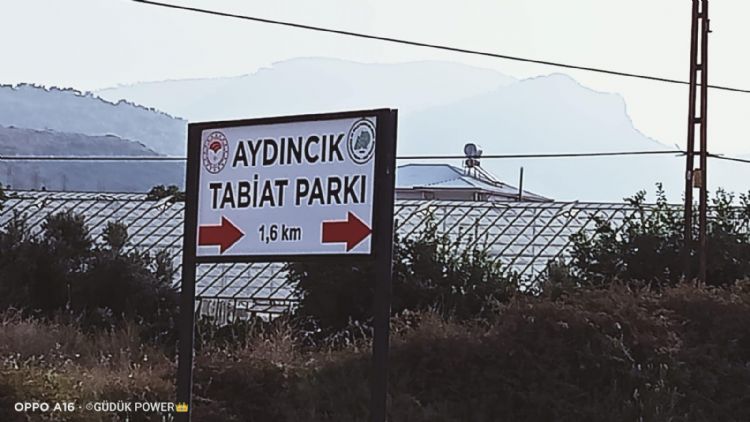 AYDINCIK
TABİAT PARKI
1,6 km
OPPO A16 · ©GÜDÜK POWER👑